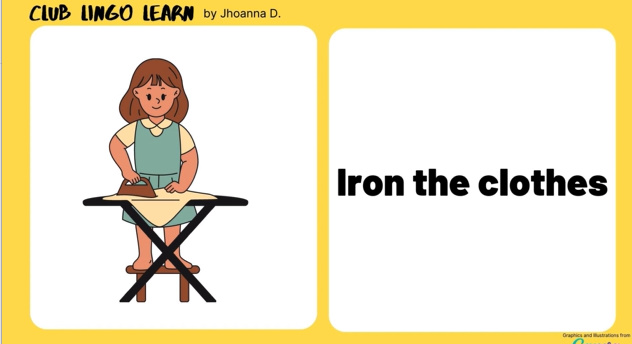 CLUB LINGO LEARN by Jhoanna D.
Iron the clothes
Graphics and Illustrations from